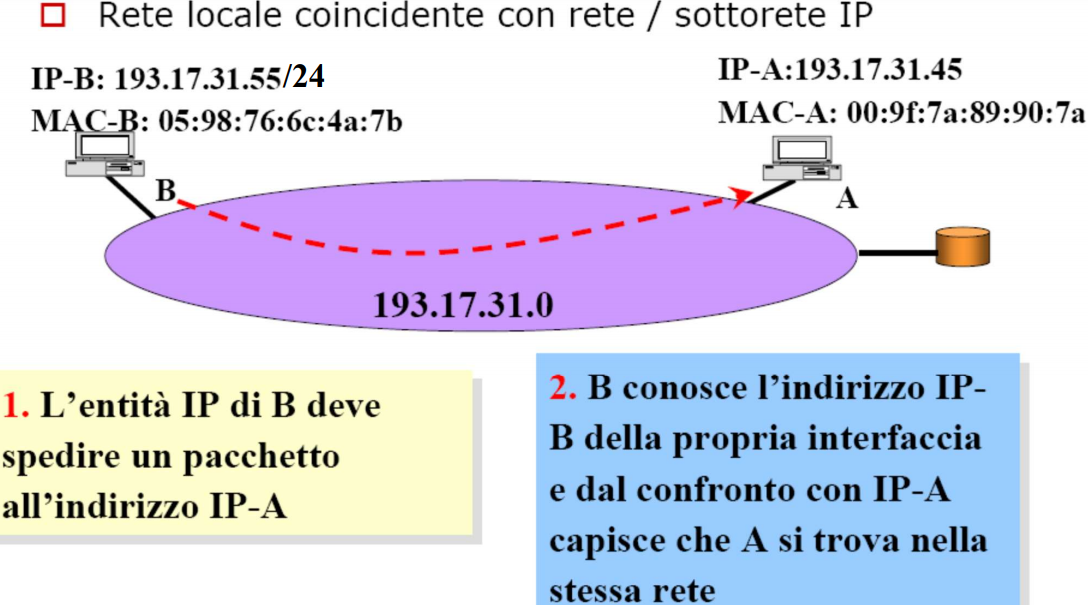 Rete locale coincidente con rete / sottorete IP
IP-B: 193.17.31.55/24
MAC-B: 05:98:76:6c:4a:7b
IP-A:193.17.31.45
MAC-A: 00:9f:7a:89:90:7a
B
A
193.17.31.0
1. L’entità IP di B deve
spedire un pacchetto
all’indirizzo IP-A
2. B conosce l’indirizzo IP-
B della propria interfaccia
e dal confronto con IP-A
capisce che A si trova nella
stessa rete